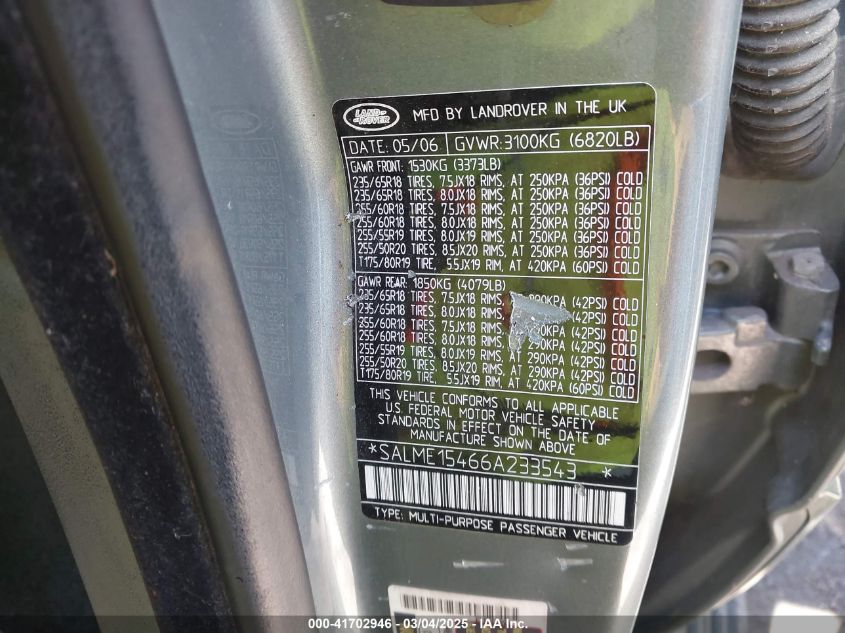 LAND-
-ROVER
MFD BY LANDROVER IN THE UK
DATE: 05/06 GVWR:3100KG (6820LB)
GAWR FRONT: 1530KG (3373LB)
235/65R18 TIRES, 7.5JX18 RIMS, AT 250KPA (36PSI) COLD
235/65R18 TIRES, 8.0JX18 RIMS, AT 250KPA (36PSI) COLD
255/60R18 TIRES, 7.5JX18 RIMS, AT 250KPA (36PSI) COLD
255/60R18 TIRES, 8.0JX18 RIMS, AT 250KPA (36PSI) COLD
255/55R19 TIRES, 8.0JX19 RIMS, AT 250KPA (36PSI) COLD
255/50R20 TIRES, 8.5JX20 RIMS, AT 250KPA (36PSI) COLD
T175/80R19 TIRE, 5.5JX19 RIM, AT 420KPA (60PSI) COLD
GAWR REAR: 1850KG (4079LB)
235/65R18 TIRES, 7.5JX18 RIMS, 290KPA (42PSI) COLD
235/65R18 TIRES, 8.0JX18 RIMS, (42PSI) COLD
255/60R18 TIRES, 7.5JX18 RIMS, (42PSI) COLD
255/60R18 TIRES, 8.0JX18 RIMS, (42PSI) COLD
255/55R19 TIRES, 8.0JX19 RIMS, AT 290KPA (42PSI) COLD
255/50R20 TIRES, 8.5JX20 RIMS, AT 290KPA (42PSI) COLD
T175/80R19 TIRE, 5.5JX19 RIM, AT 420KPA (60PSI) COLD
THIS VEHICLE CONFORMS TO ALL APPLICABLE
U.S. FEDERAL MOTOR VEHICLE SAFETY
STANDARDS IN EFFECT ON THE DATE OF
MANUFACTURE SHOWN ABOVE
*SALME15466A233543 *
TYPE: MULTI-PURPOSE PASSENGER VEHICLE
000-41702946 - 03/04/2025 - IAA Inc.